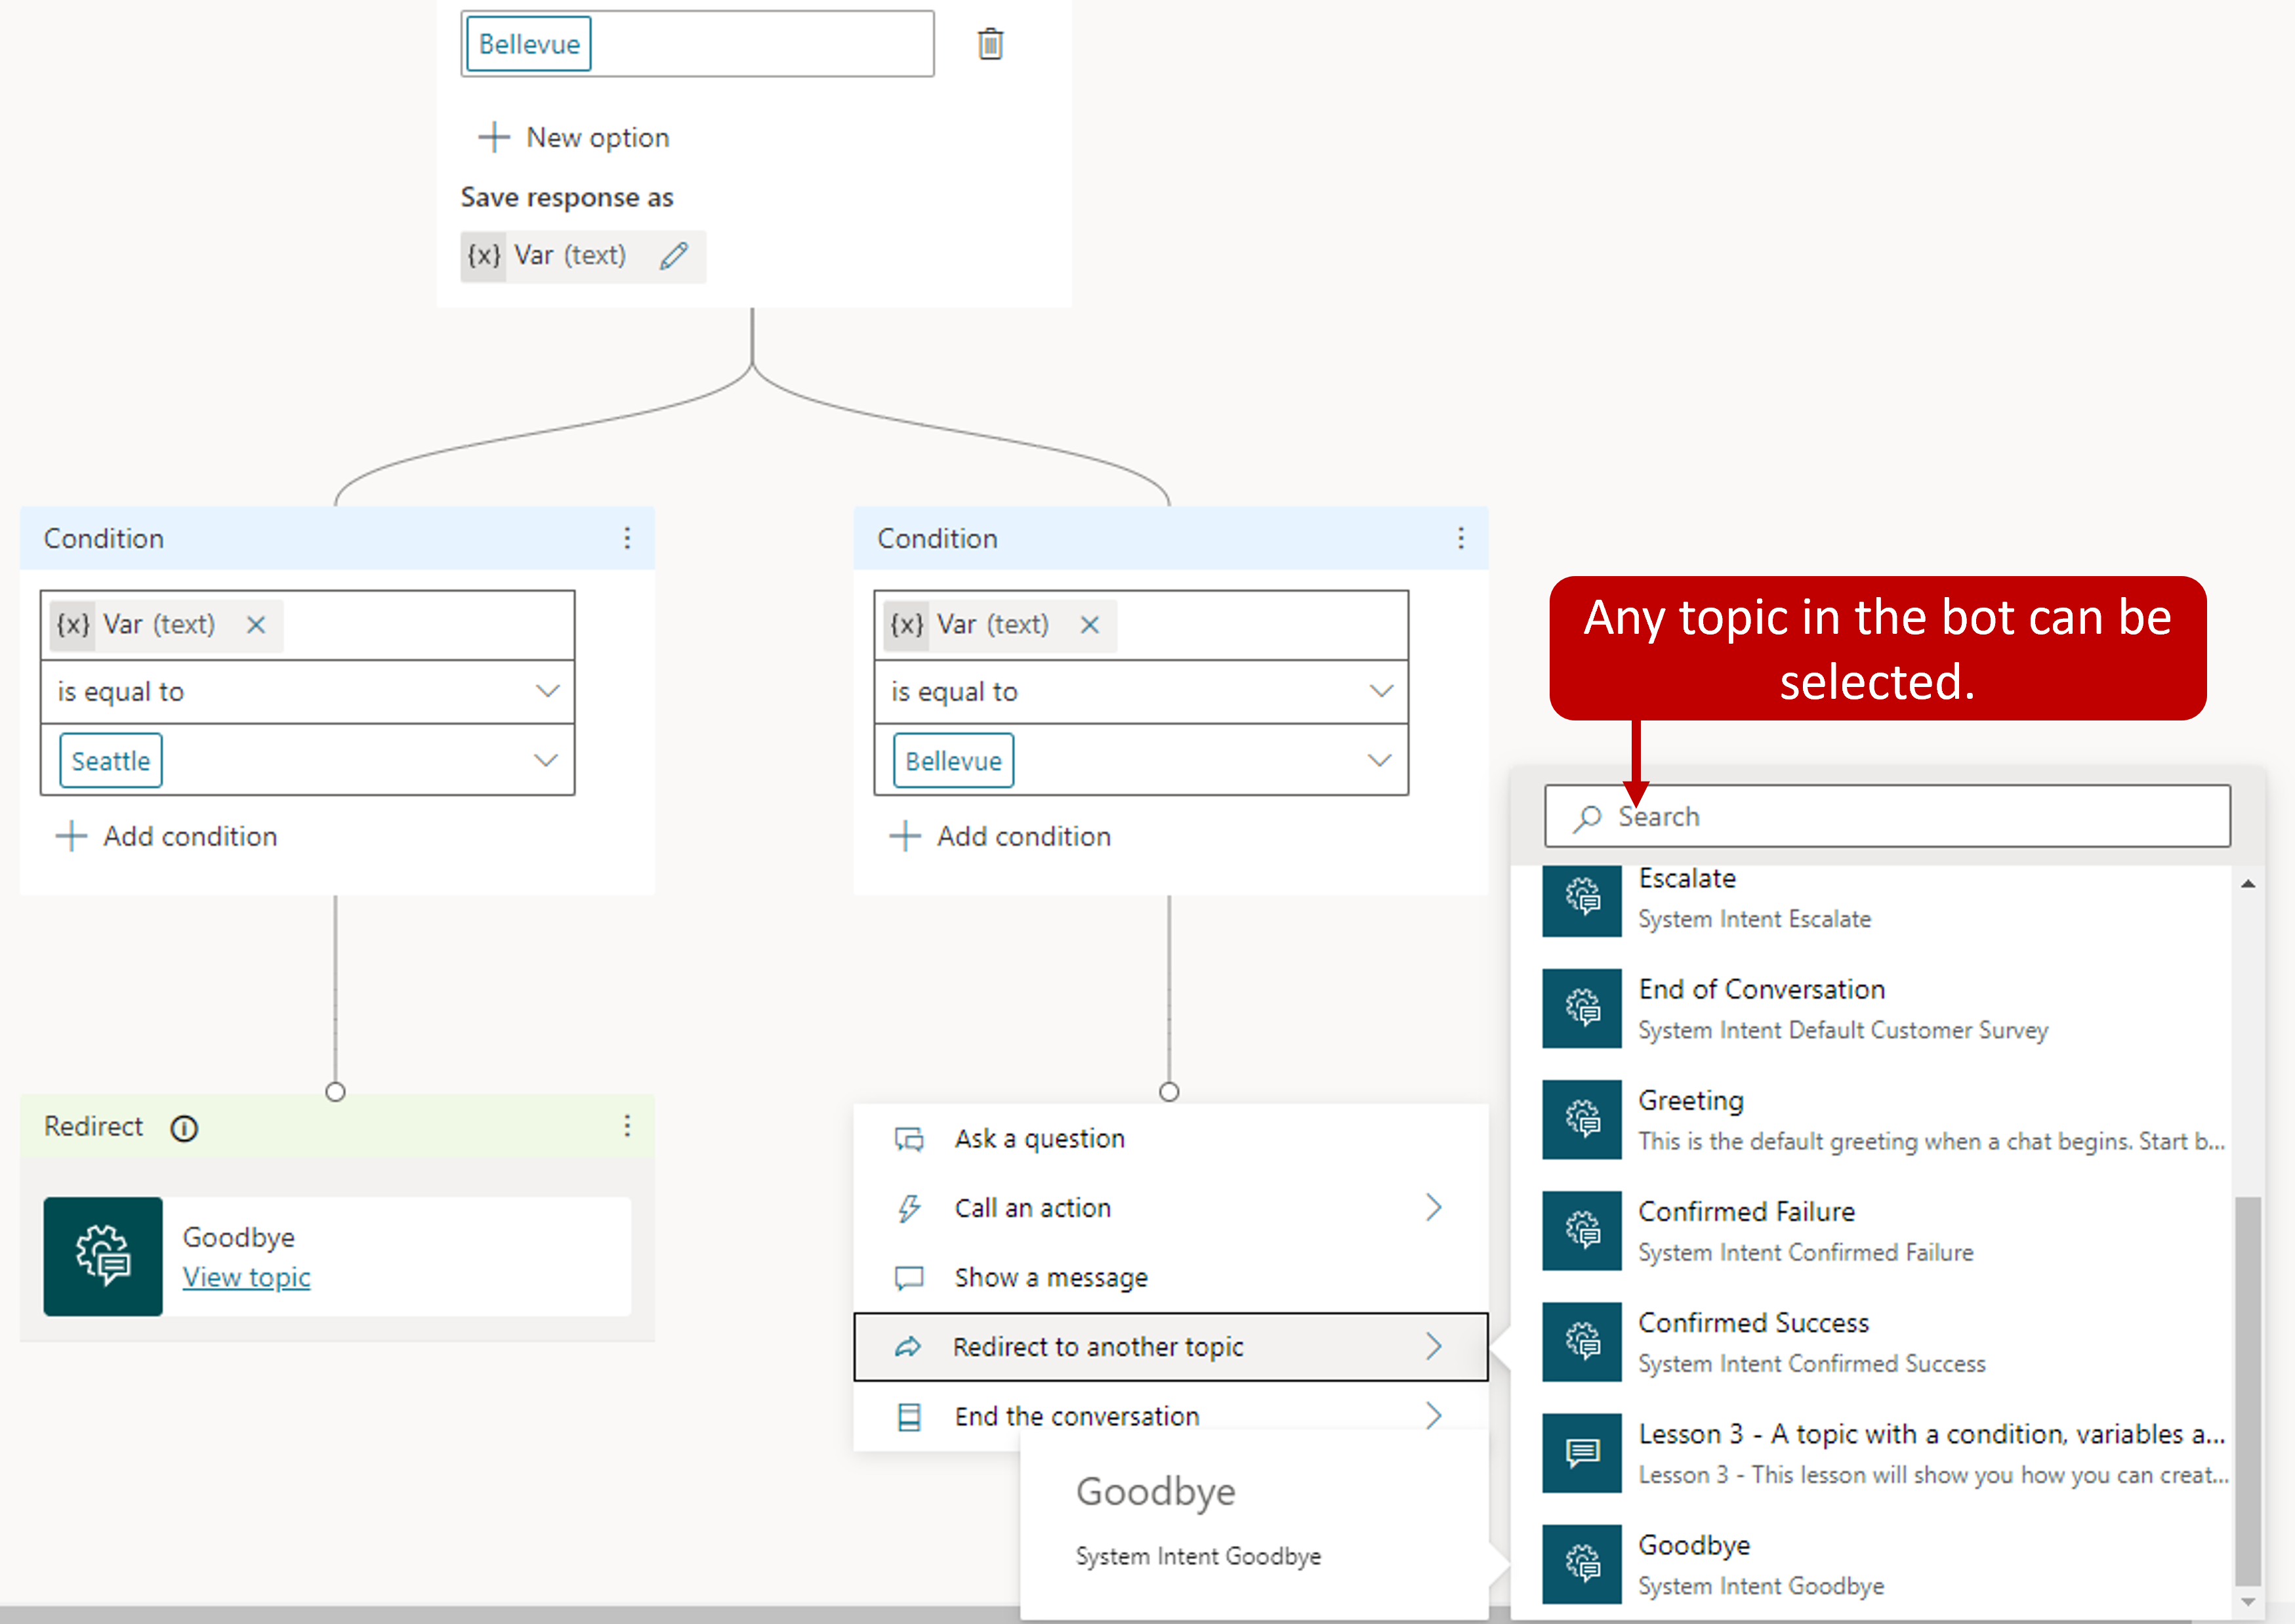 Bellevue
New option
Save response as
{x} Var (text)
Condition
{x} Var (text)
is equal to
Seattle
Add condition
Condition
{x} Var (text)
is equal to
Bellevue
Add condition
Any topic in the bot can be
selected.
Redirect
Goodbye
View topic
Ask a question
Call an action
Show a message
Redirect to another topic
End the conversation
Goodbye
System Intent Goodbye
Search
Escalate
System Intent Escalate
End of Conversation
System Intent Default Customer Survey
Greeting
This is the default greeting when a chat begins. Start b...
Confirmed Failure
System Intent Confirmed Failure
Confirmed Success
System Intent Confirmed Success
Lesson 3 - A topic with a condition, variables a...
Lesson 3 - This lesson will show you how you can creat...
Goodbye
System Intent Goodbye